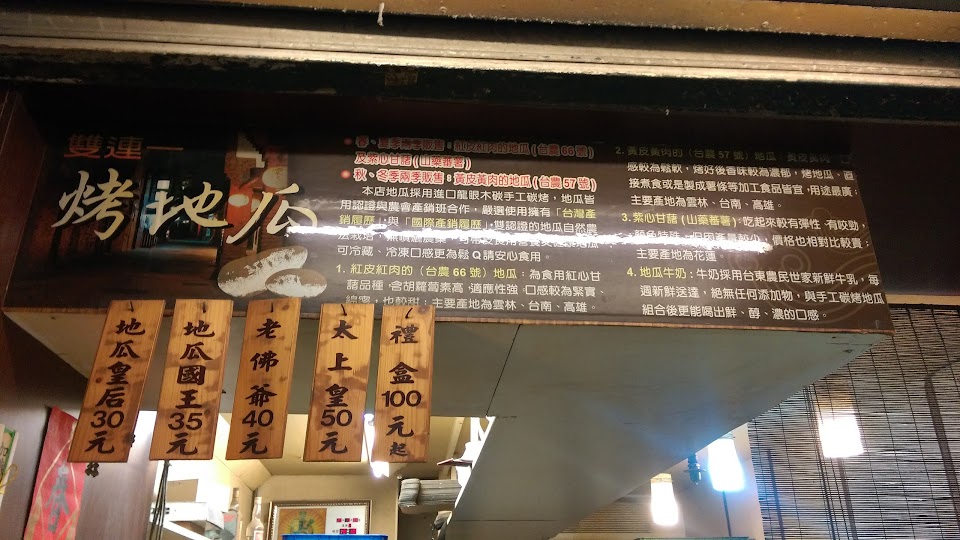 雙連一
烤地瓜
春、夏季兩季販售：紅皮紅肉的地瓜(台農66號)
及紫心甘藷(山藥蕃薯)
秋、冬季兩季販售：黃皮黃肉的地瓜(台農57號)
本店地瓜採用進口龍眼木碳手工碳烤，地瓜皆
用認證與農會產銷班合作，嚴選使用擁有「台灣產
銷履歷」與「國際產銷履歷」雙認證的地瓜自然農
可冷藏、冷凍口感更為鬆Q請安心食用。
1. 紅皮紅肉的(台農66號)地瓜：為食用紅心甘
藷品種，含胡蘿蔔素高，適應性強，口感較為緊實、
綿密，也較甜；主要產地為雲林、台南、高雄。
2. 黃皮黃肉的(台農57號)地瓜 黃皮黃肉 口
感較為鬆軟，烤好後香味較為濃郁，烤地瓜，直
接煮食或是製成薯條等加工食品皆宜，用途最廣；
主要產地為雲林、台南、高雄。
3. 紫心甘藷(山藥蕃薯)：吃起來較有彈性，有較勁，
價格也相對比較貴；
主要產地為花蓮
4. 地瓜牛奶：牛奶採用台東農民世家新鮮牛乳，每
週新鮮送達，絕無任何添加物，與手工碳烤地瓜
組合後更能喝出鮮、醇、濃的口感。
地瓜皇后30元
地瓜國王35元
老佛爺40元
太上皇50元
禮盒100元起